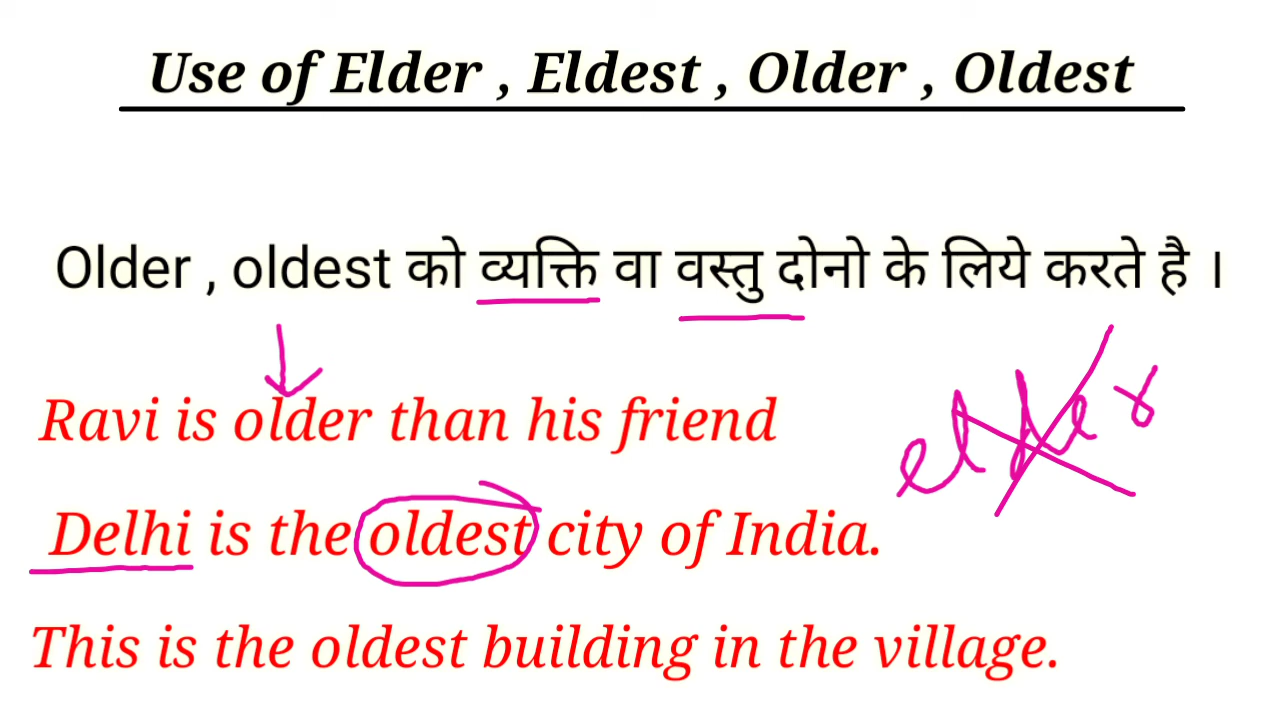 Use of Elder , Eldest , Older , Oldest
Older , oldest को व्यक्ति वा वस्तु दोनो के लिये करते है ।
Ravi is older than his friend
elder
Delhi is the oldest city of India.
This is the oldest building in the village.